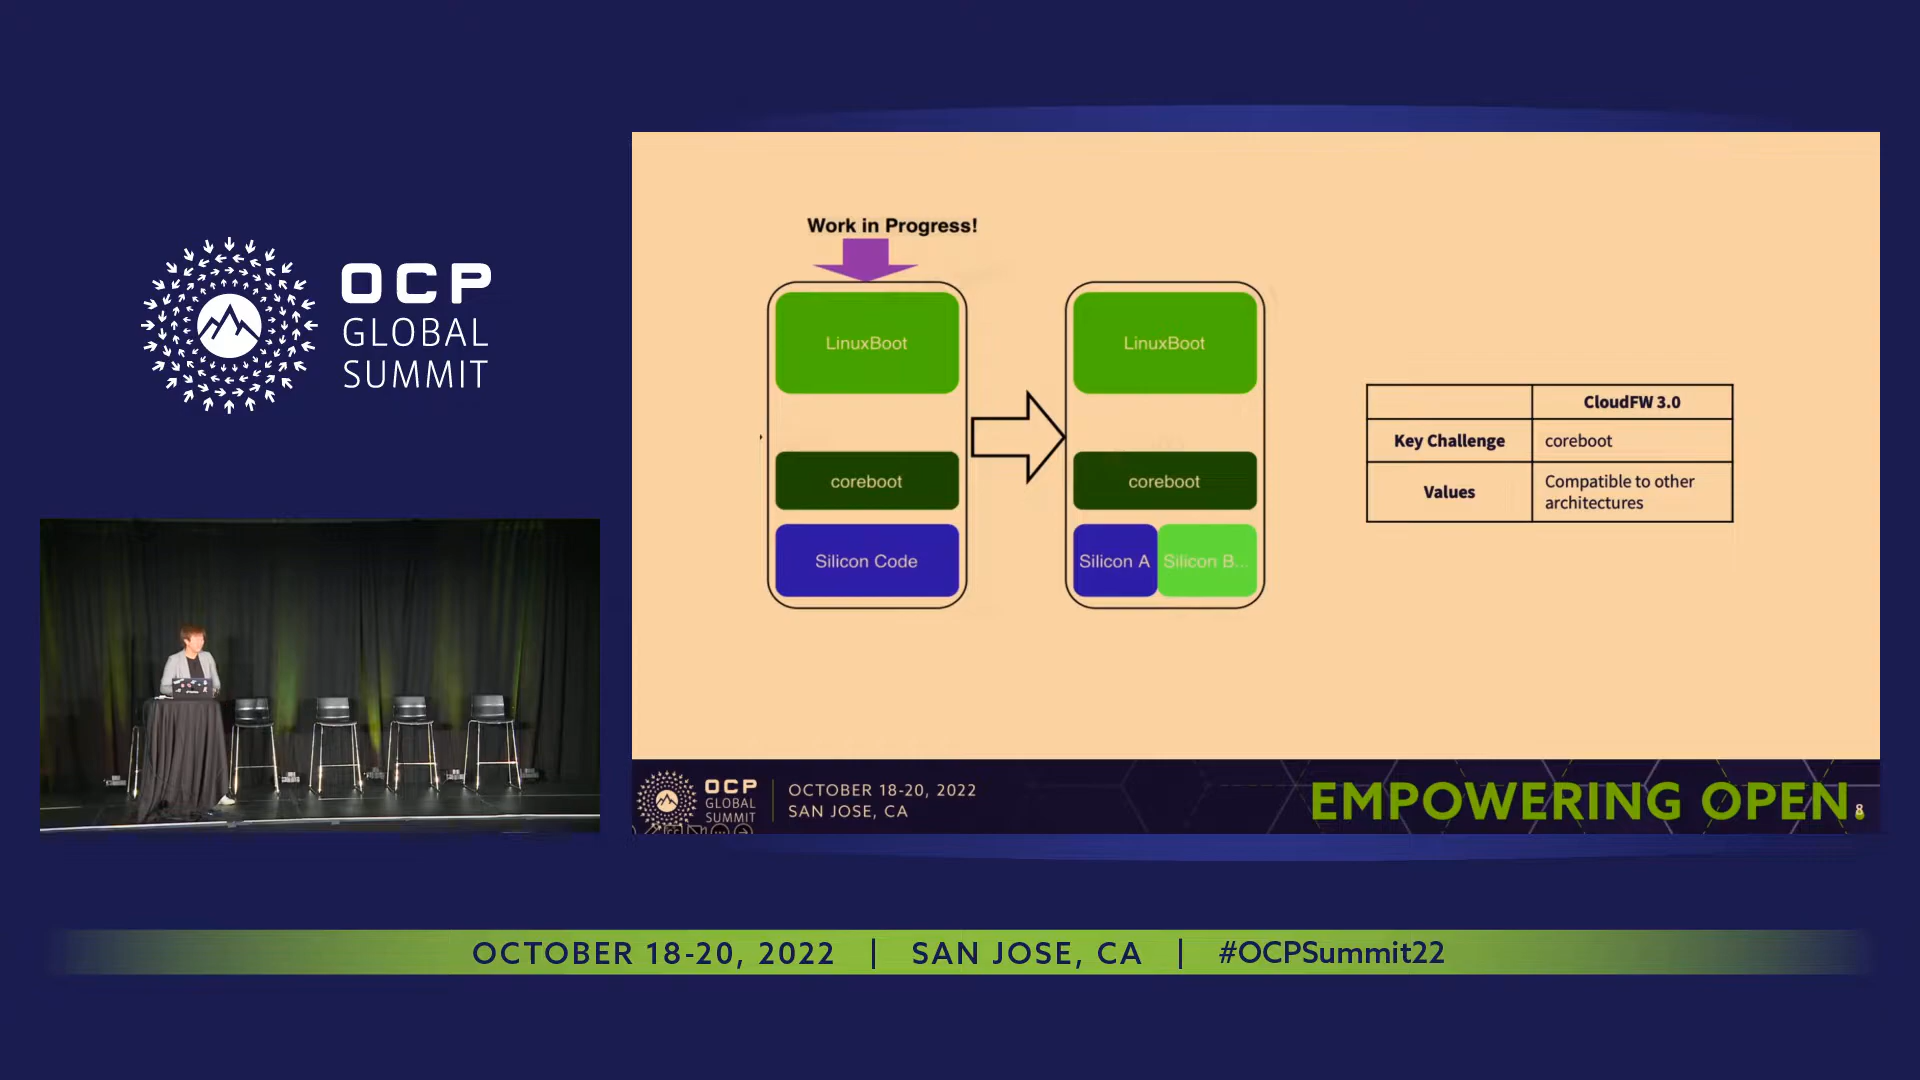 OCP
GLOBAL
SUMMIT
Work in Progress!
LinuxBoot
coreboot
Silicon Code
LinuxBoot
coreboot
Silicon A
Silicon B...
CloudFW 3.0
Key Challenge
coreboot
Values
Compatible to other
architectures
OCP
GLOBAL
SUMMIT
OCTOBER 18-20, 2022
SAN JOSE, CA
EMPOWERING OPEN.
8
OCTOBER 18-20, 2022 | SAN JOSE, CA | #OCPSummit22